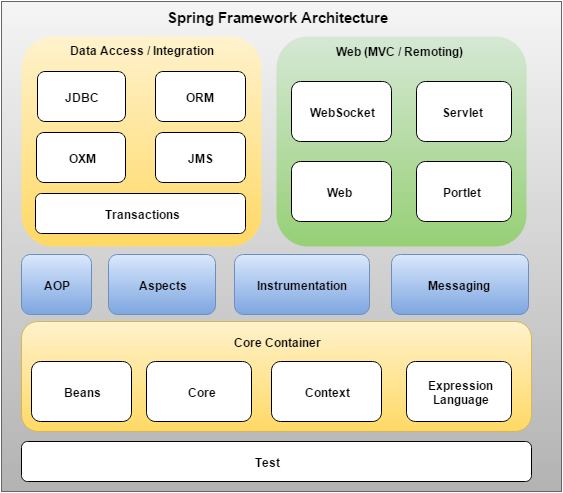 Spring Framework Architecture
Data Access / Integration
JDBC
ORM
OXM
JMS
Transactions
Web (MVC / Remoting)
WebSocket
Servlet
Web
Portlet
AOP
Aspects
Instrumentation
Messaging
Core Container
Beans
Core
Context
Expression
Language
Test